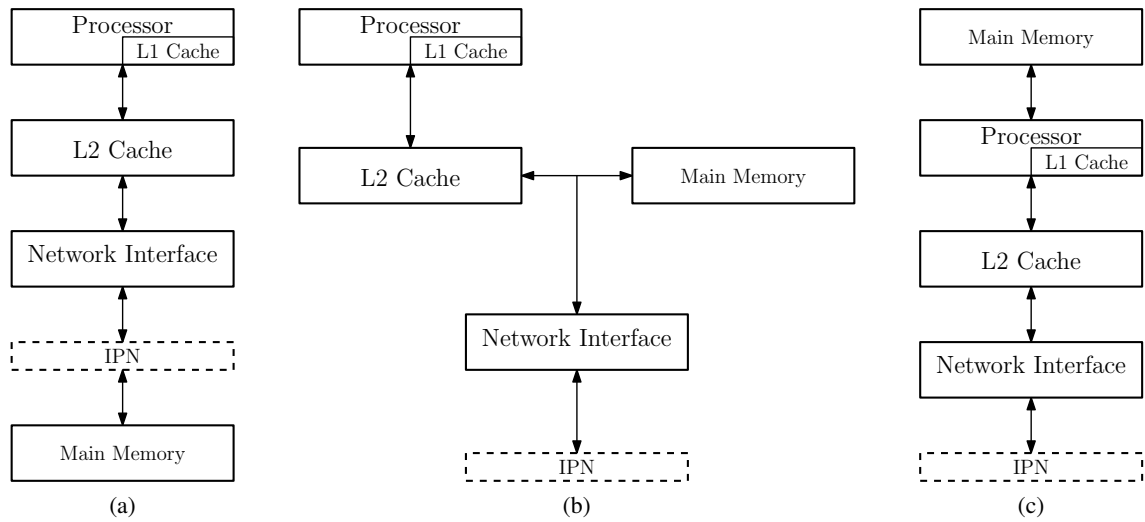 Processor
L1 Cache
L2 Cache
Network Interface
IPN
Main Memory
(a)
Processor
L1 Cache
L2 Cache
Main Memory
Network Interface
IPN
(b)
Main Memory
Processor
L1 Cache
L2 Cache
Network Interface
IPN
(c)